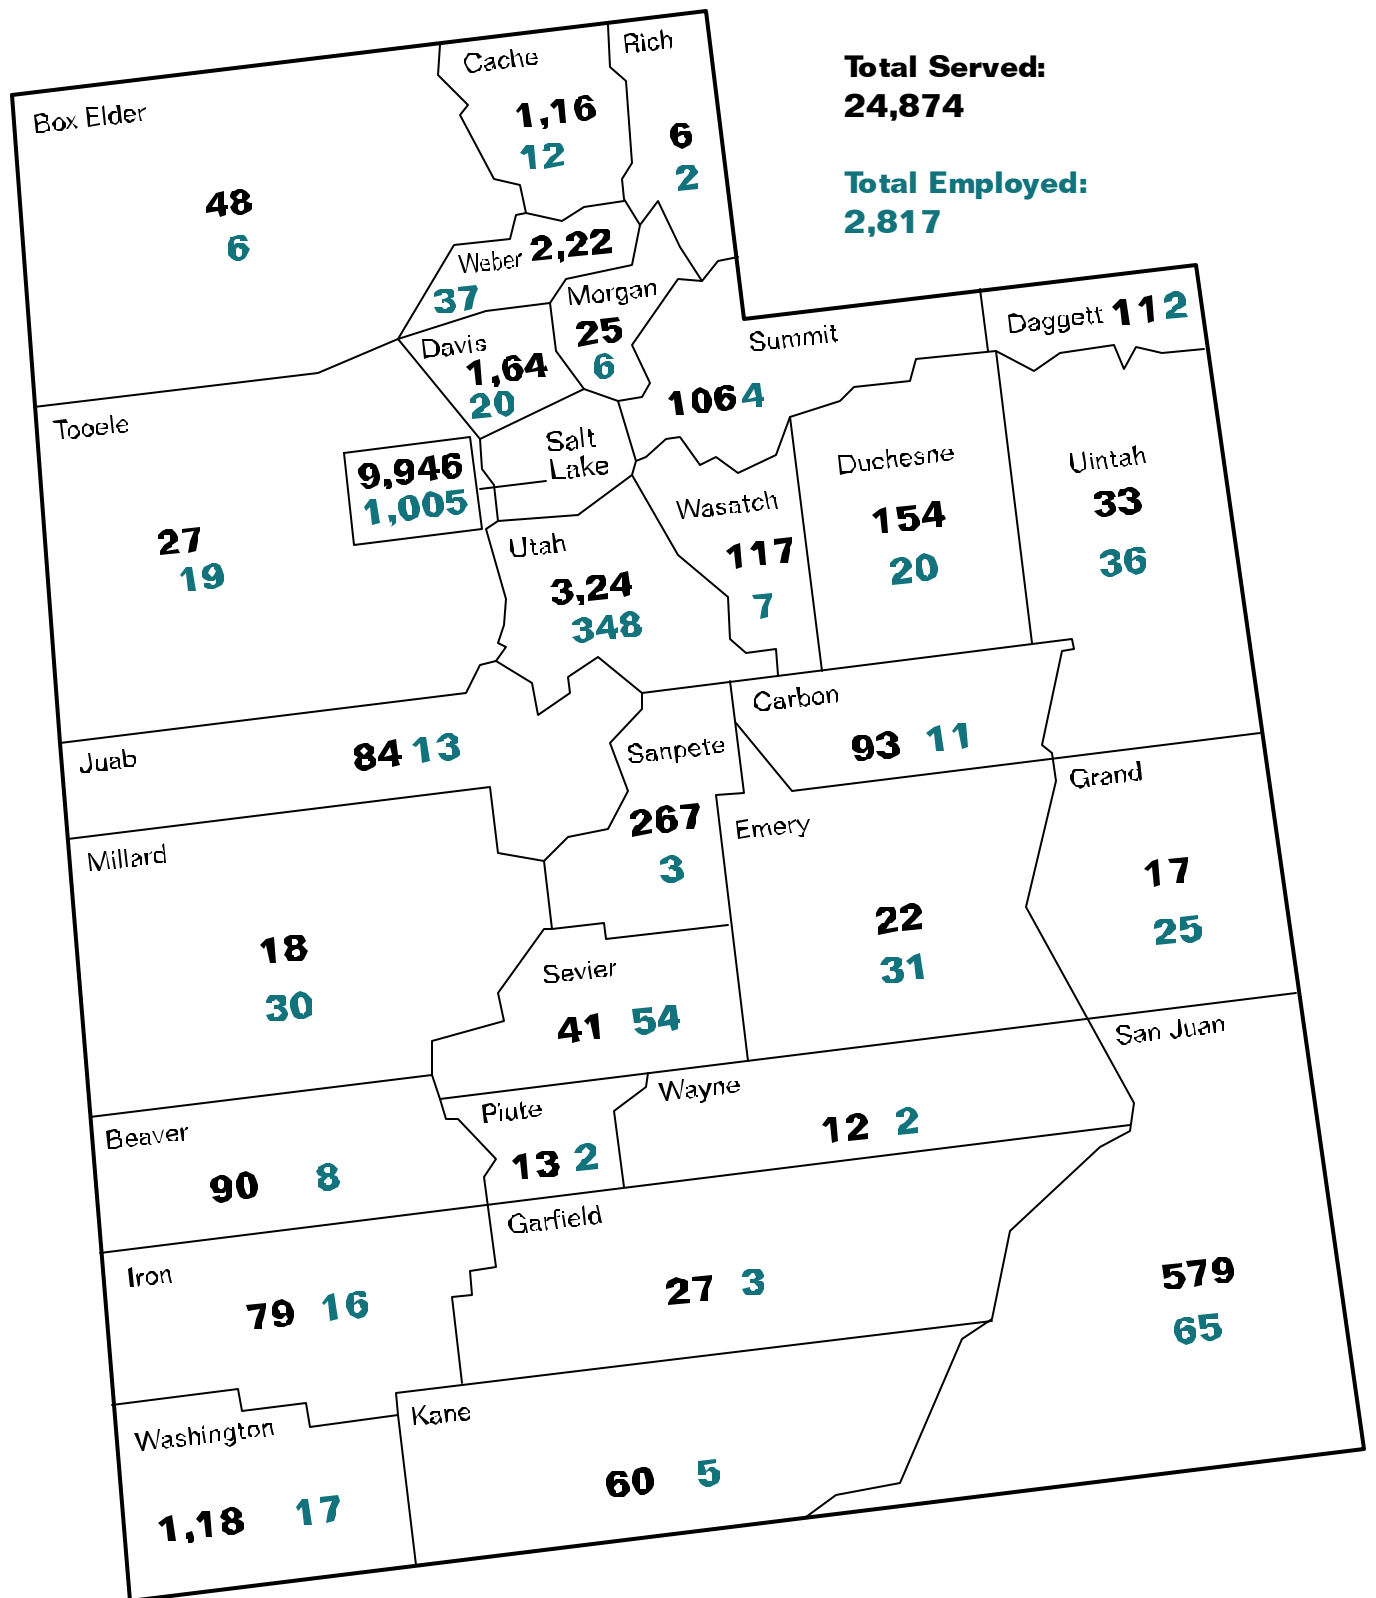 Total Served:
24,874
Total Employed:
2,817
Rich
6
2
Cache
1,16
12
Box Elder
48
6
Weber 2,22
37
Morgan
25
6
Davis
1,64
20
Summit
106 4
Daggett 11 2
Tooele
27
19
Salt
Lake
9,946
1,005
Utah
3,24
348
Wasatch
117
7
Duchesne
154
20
Uintah
33
36
Juab
84 13
Sanpete
267
3
Carbon
93 11
Millard
18
30
Emery
22
31
Grand
17
25
Sevier
41 54
Beaver
90 8
Piute
13 2
Wayne
12 2
San Juan
579
65
Iron
79 16
Garfield
27 3
Washington
1,18 17
Kane
60 5